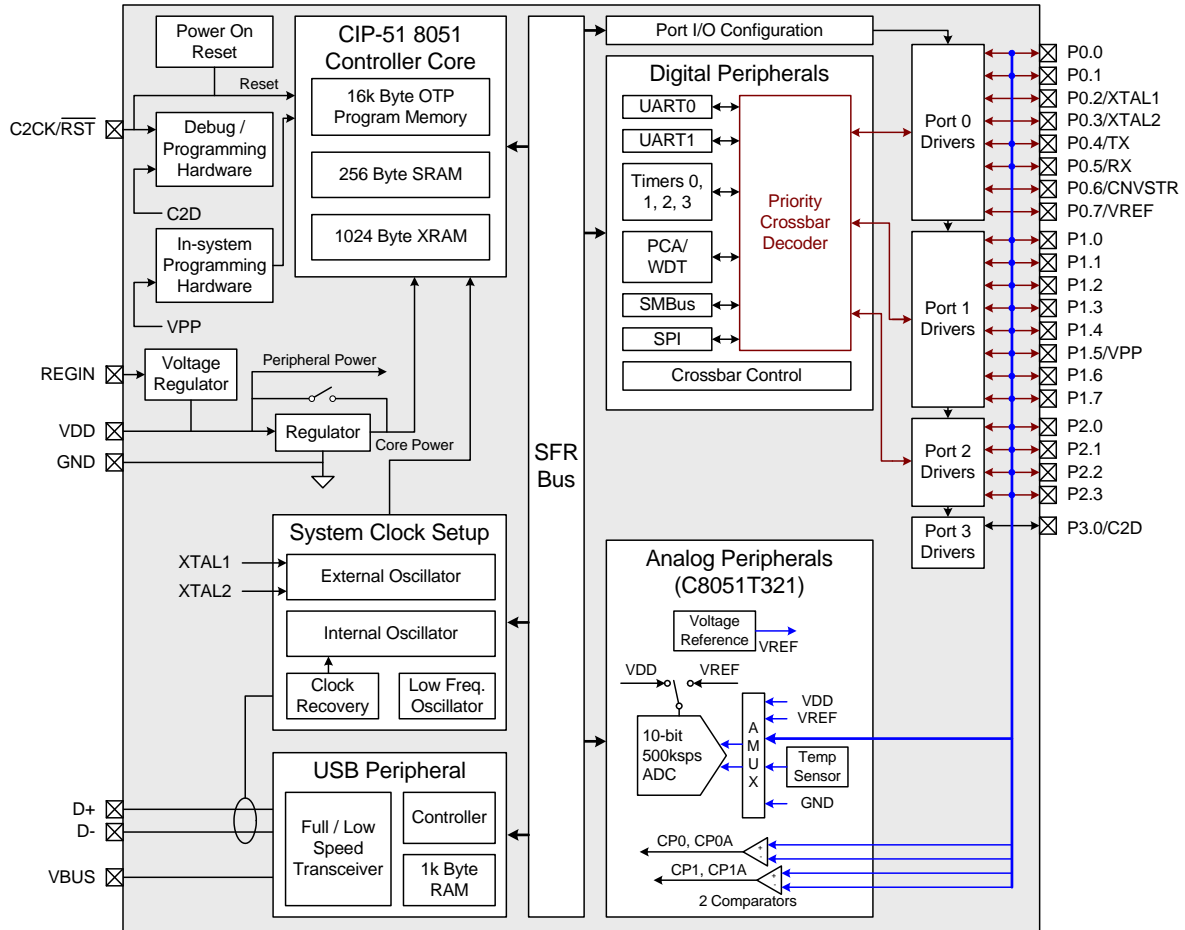 Power On
Reset
Reset
C2CK/RST
Debug /
Programming
Hardware
C2D
In-system
Programming
Hardware
VPP
CIP-51 8051
Controller Core
16k Byte OTP
Program Memory
256 Byte SRAM
1024 Byte XRAM
REGIN
Voltage
Regulator
Peripheral Power
VDD
Regulator
Core Power
GND
System Clock Setup
XTAL1
XTAL2
External Oscillator
Internal Oscillator
Clock
Recovery
Low Freq.
Oscillator
USB Peripheral
D+
D-
VBUS
Full / Low
Speed
Transceiver
Controller
1k Byte
RAM
SFR
Bus
Port I/O Configuration
Digital Peripherals
UART0
UART1
Timers 0,
1, 2, 3
PCA/
WDT
SMBus
SPI
Priority
Crossbar
Decoder
Crossbar Control
Port 0
Drivers
Port 1
Drivers
Port 2
Drivers
Port 3
Drivers
P0.0
P0.1
P0.2/XTAL1
P0.3/XTAL2
P0.4/TX
P0.5/RX
P0.6/CNVSTR
P0.7/VREF
P1.0
P1.1
P1.2
P1.3
P1.4
P1.5/VPP
P1.6
P1.7
P2.0
P2.1
P2.2
P2.3
P3.0/C2D
Analog Peripherals
(C8051T321)
Voltage
Reference
VREF
VDD
VREF
10-bit
500ksps
ADC
A
M
U
X
VDD
VREF
Temp
Sensor
GND
CP0, CP0A
+
-
CP1, CP1A
+
-
2 Comparators